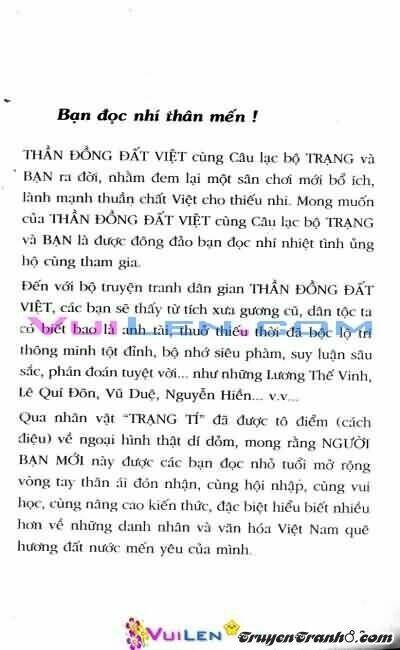 Bạn đọc nhí thân mến !
THẦN ĐỒNG ĐẤT VIỆT cùng Câu lạc bộ TRẠNG và
BẠN ra đời, nhằm đem lại một sân chơi mới bổ ích,
lành mạnh thuần chất Việt cho thiếu nhi. Mong muốn
của THẦN ĐỒNG ĐẤT VIỆT cùng Câu lạc bộ TRẠNG
và BẠN là được đông đảo bạn đọc nhí nhiệt tình ủng
hộ cùng tham gia.
Đến với bộ truyện tranh dân gian THẦN ĐỒNG ĐẤT
VIỆT, các bạn sẽ thấy từ tích xưa gương cũ, dân tộc ta
có biết bao là anh tài, thuở thiếu thời đã bộc lộ trí
thông minh tột đỉnh, bộ nhớ siêu phàm, suy luận sâu
sắc, phán đoán tuyệt vời... như những Lương Thế Vinh,
Lê Quí Đôn, Vũ Duệ, Nguyễn Hiền... v.v...
Qua nhân vật “TRẠNG TÍ” đã được tô điểm (cách
điệu) về ngoại hình thật dí dỏm, mong rằng NGƯỜI
BẠN MỚI này được các bạn đọc nhỏ tuổi mở rộng
vòng tay thân ái đón nhận, cùng hội nhập, cùng vui
học, cùng nâng cao kiến thức, đặc biệt hiểu biết nhiều
hơn về những danh nhân và văn hóa Việt Nam quê
hương đất nước mến yêu của mình.
VUILEN.COM
VUILEN
TruyenTranh8.com